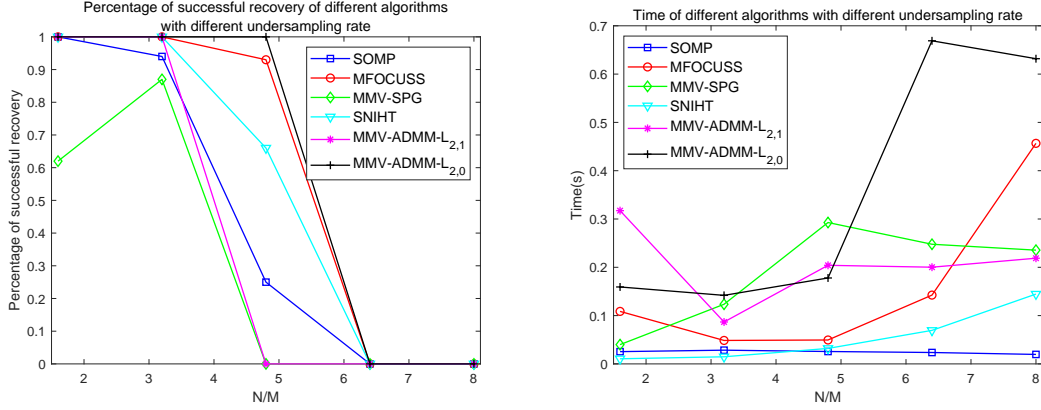 Percentage of successful recovery of different algorithms
with different undersampling rate
Percentage of successful recovery
1
0.9
0.8
0.7
0.6
0.5
0.4
0.3
0.2
0.1
0
2
3
4
5
6
7
8
N/M
SOMP
MFOCUSS
MMV-SPG
SNIHT
MMV-ADMM-L2,1
MMV-ADMM-L2,0
Time of different algorithms with different undersampling rate
Time(s)
0.7
0.6
0.5
0.4
0.3
0.2
0.1
0
2
3
4
5
6
7
8
N/M
SOMP
MFOCUSS
MMV-SPG
SNIHT
MMV-ADMM-L2,1
MMV-ADMM-L2,0